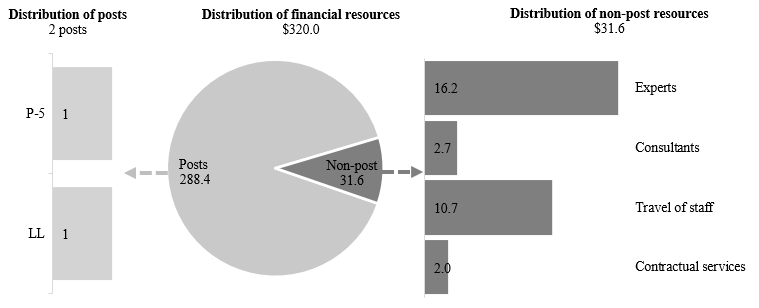 Distribution of posts
2 posts
P-5
1
LL
1
Distribution of financial resources
$320.0
Posts
288.4
Non-post
31.6
Distribution of non-post resources
$31.6
16.2
Experts
2.7
Consultants
10.7
Travel of staff
2.0
Contractual services